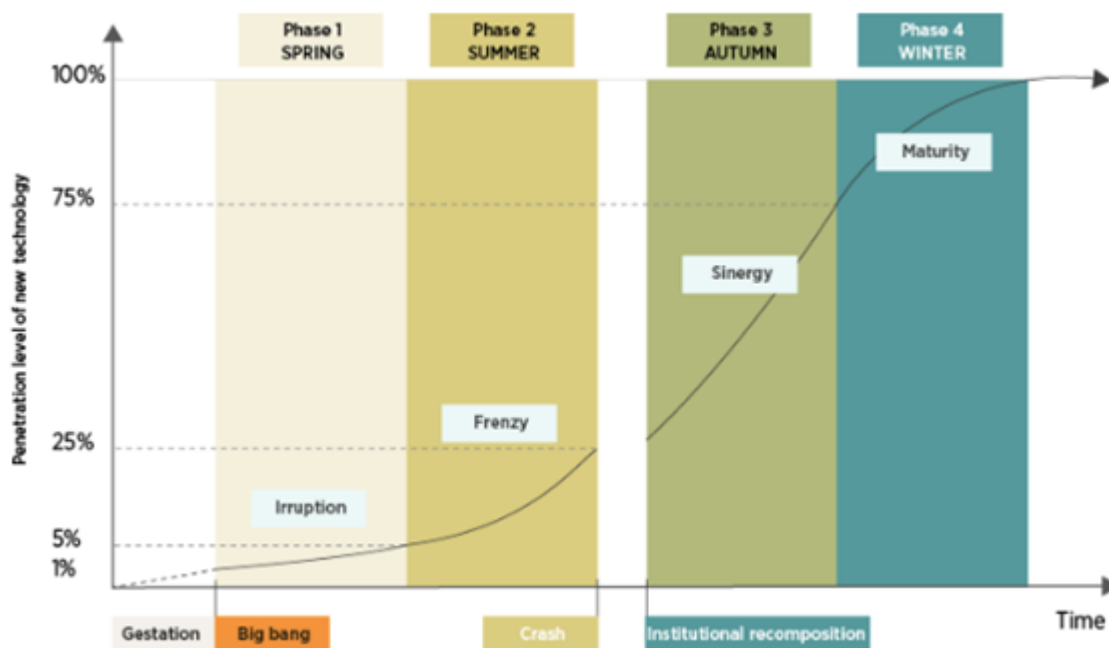 Phase 1
SPRING
Phase 2
SUMMER
Phase 3
AUTUMN
Phase 4
WINTER
100%
Maturity
75%
Sinergy
Frenzy
25%
Irruption
5%
1%
Penetration level of new technology
Time
Gestation
Big bang
Crash
Institutional recomposition